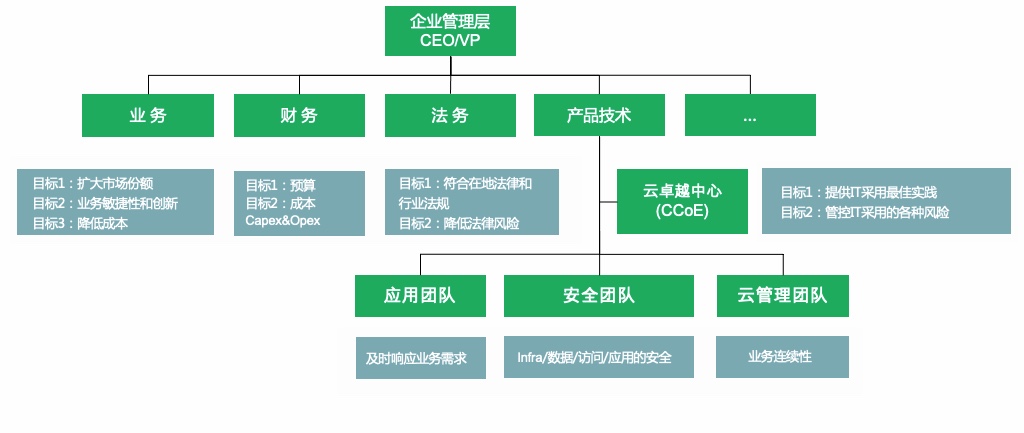 企业管理层
CEO/VP
业 务
财 务
法 务
产品技术
...
目标1：扩大市场份额
目标2：业务敏捷性和创新
目标3：降低成本
目标1：预算
目标2：成本
Capex&Opex
目标1：符合在地法律和
行业法规
目标2：降低法律风险
云卓越中心
(CCoE)
目标1：提供IT采用最佳实践
目标2：管控IT采用的各种风险
应用团队
安全团队
云管理团队
及时响应业务需求
Infra/数据/访问/应用的安全
业务连续性